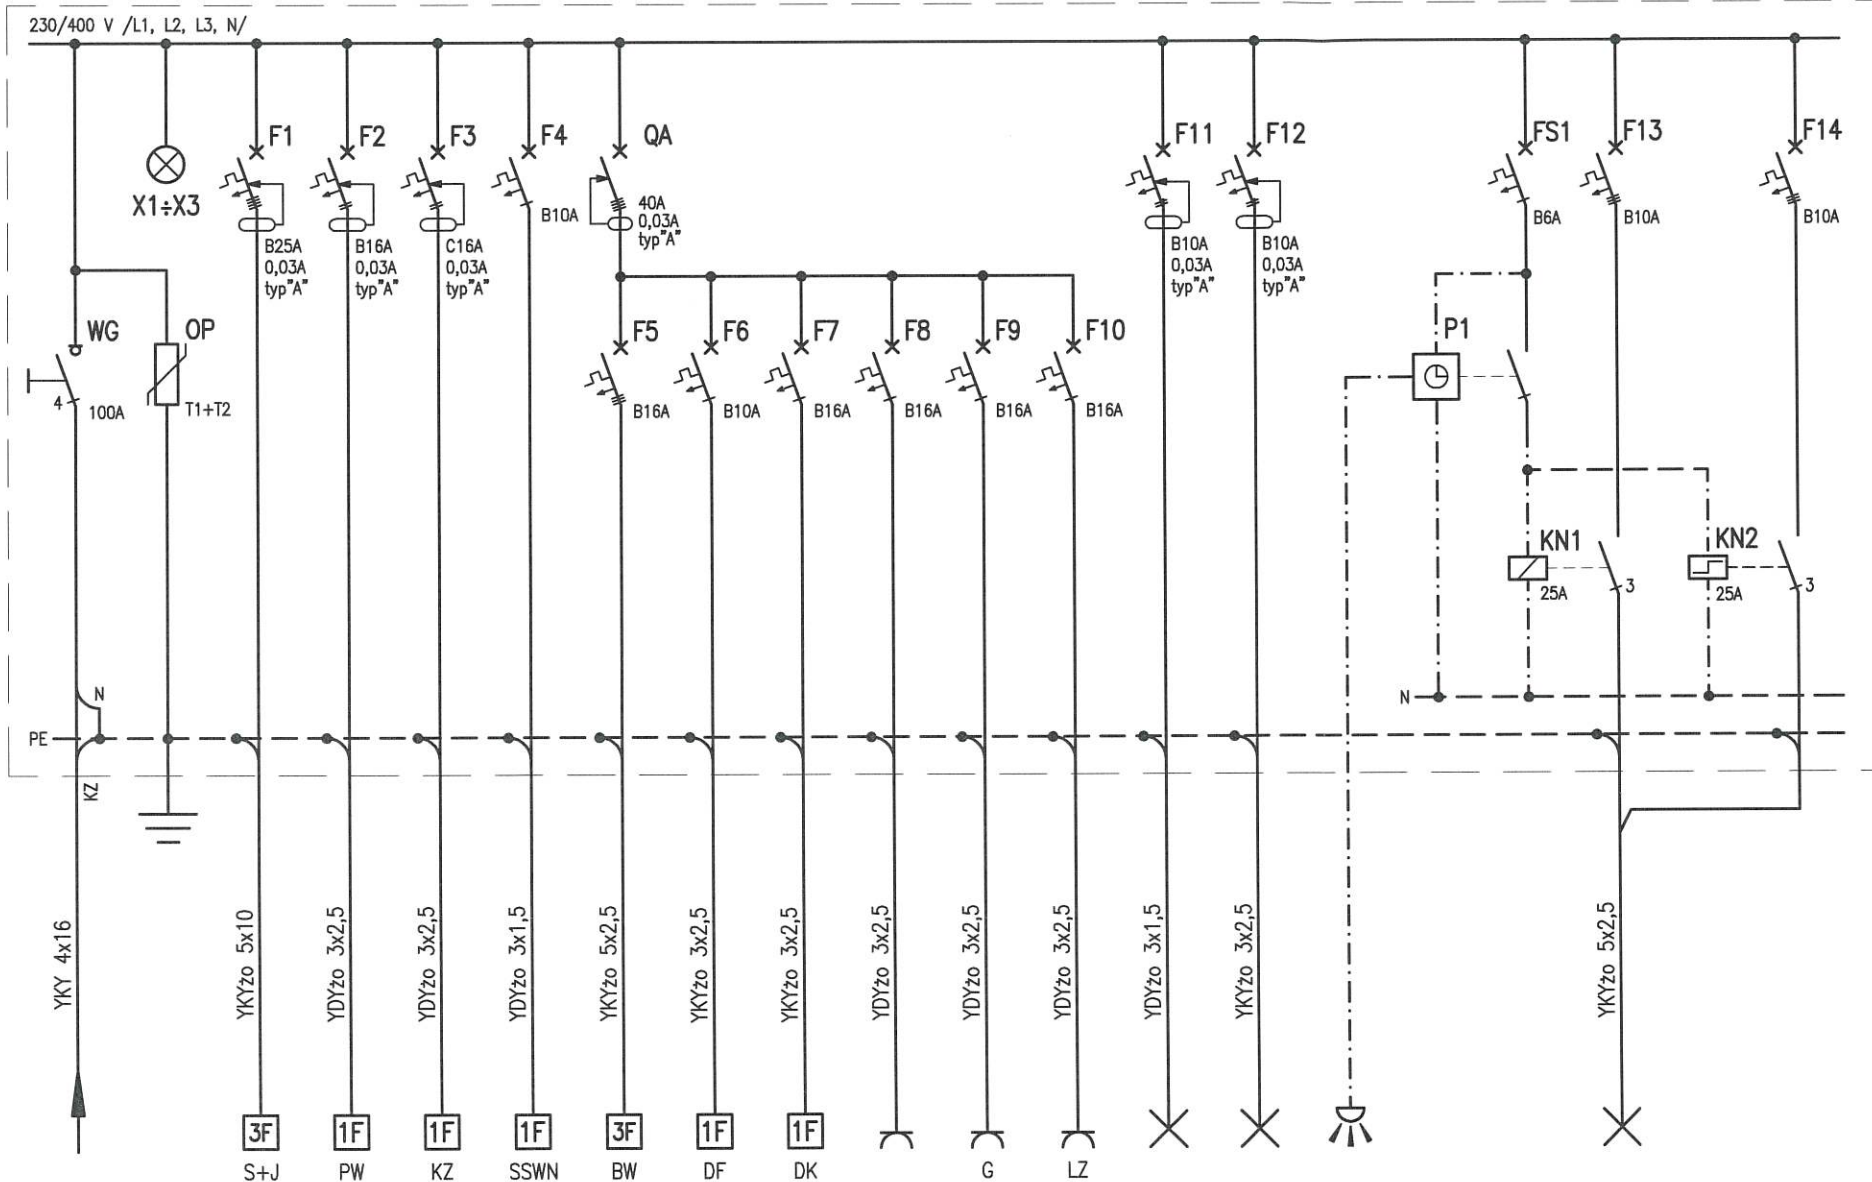 230/400 V /L1, L2, L3, N/
X1÷X3
F1
B25A
0,03A
typ"A"
F2
B16A
0,03A
typ"A"
F3
C16A
0,03A
typ"A"
F4
B10A
QA
40A
0,03A
typ"A"
F11
B10A
0,03A
typ"A"
F12
B10A
0,03A
typ"A"
FS1
B6A
F13
B10A
F14
B10A
WG
4
100A
OP
T1+T2
F5
B16A
F6
B10A
F7
B16A
F8
B16A
F9
B16A
F10
B16A
P1
KN1
25A
3
KN2
25A
3
N
N
PE
KZ
YKY 4x16
YKYżo 5x10
YDYżo 3x2,5
YDYżo 3x2,5
YDYżo 3x1,5
YKYżo 5x2,5
YKYżo 3x2,5
YKYżo 3x2,5
YDYżo 3x2,5
YKYżo 3x2,5
YDYżo 3x2,5
YDYżo 3x1,5
YKYżo 3x2,5
YKYżo 5x2,5
3F
1F
1F
1F
3F
1F
1F
S+J
PW
KZ
SSWN
BW
DF
DK
G
LZ